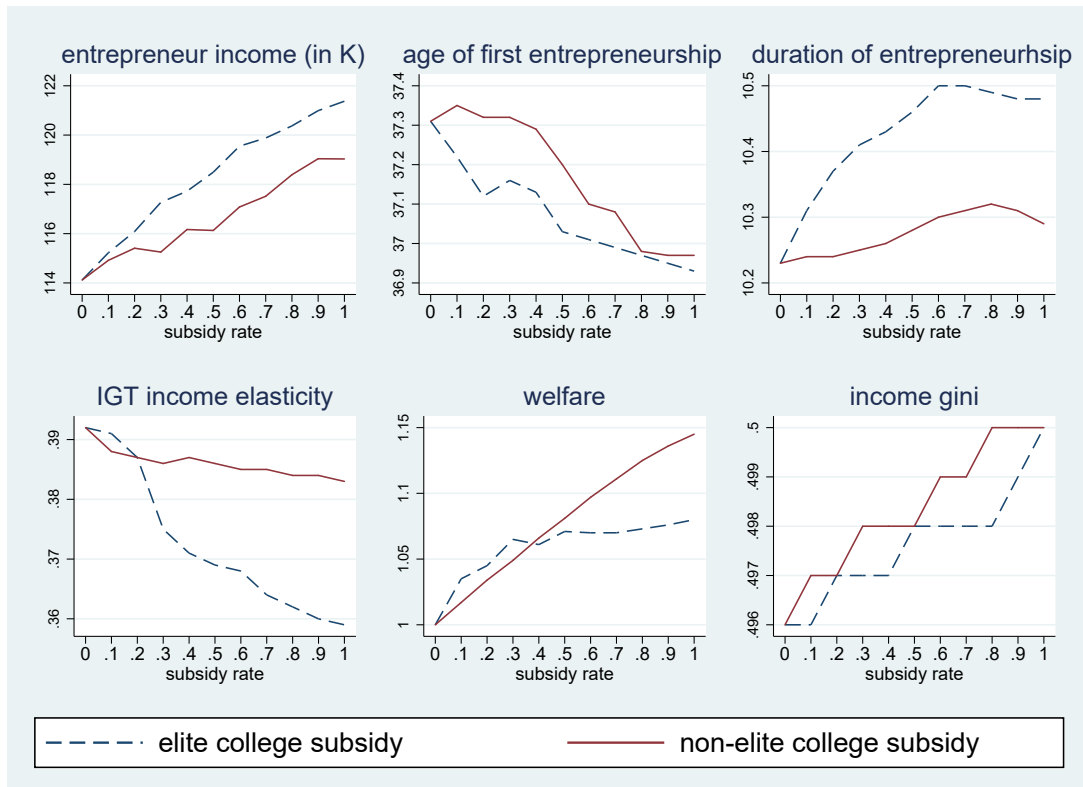 entrepreneur income (in K)
122
120
118
116
114
0 .1 .2 .3 .4 .5 .6 .7 .8 .9 1
subsidy rate
age of first entrepreneurship
37.4
37.3
37.2
37.1
37
36.9
0 .1 .2 .3 .4 .5 .6 .7 .8 .9 1
subsidy rate
duration of entrepreneurhsip
10.5
10.4
10.3
10.2
0 .1 .2 .3 .4 .5 .6 .7 .8 .9 1
subsidy rate
IGT income elasticity
.39
.38
.37
.36
0 .1 .2 .3 .4 .5 .6 .7 .8 .9 1
subsidy rate
welfare
1.15
1.1
1.05
1
0 .1 .2 .3 .4 .5 .6 .7 .8 .9 1
subsidy rate
income gini
.5
.499
.498
.497
.496
0 .1 .2 .3 .4 .5 .6 .7 .8 .9 1
subsidy rate
elite college subsidy
non-elite college subsidy